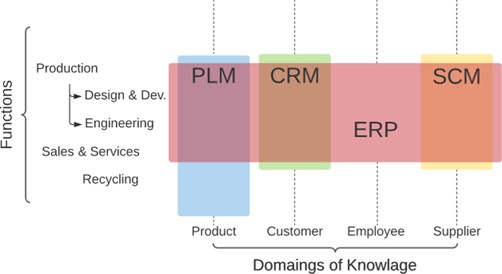 Functions
Production
Design & Dev.
Engineering
Sales & Services
Recycling
PLM
CRM
SCM
ERP
Product
Customer
Employee
Supplier
Domaings of Knowlage